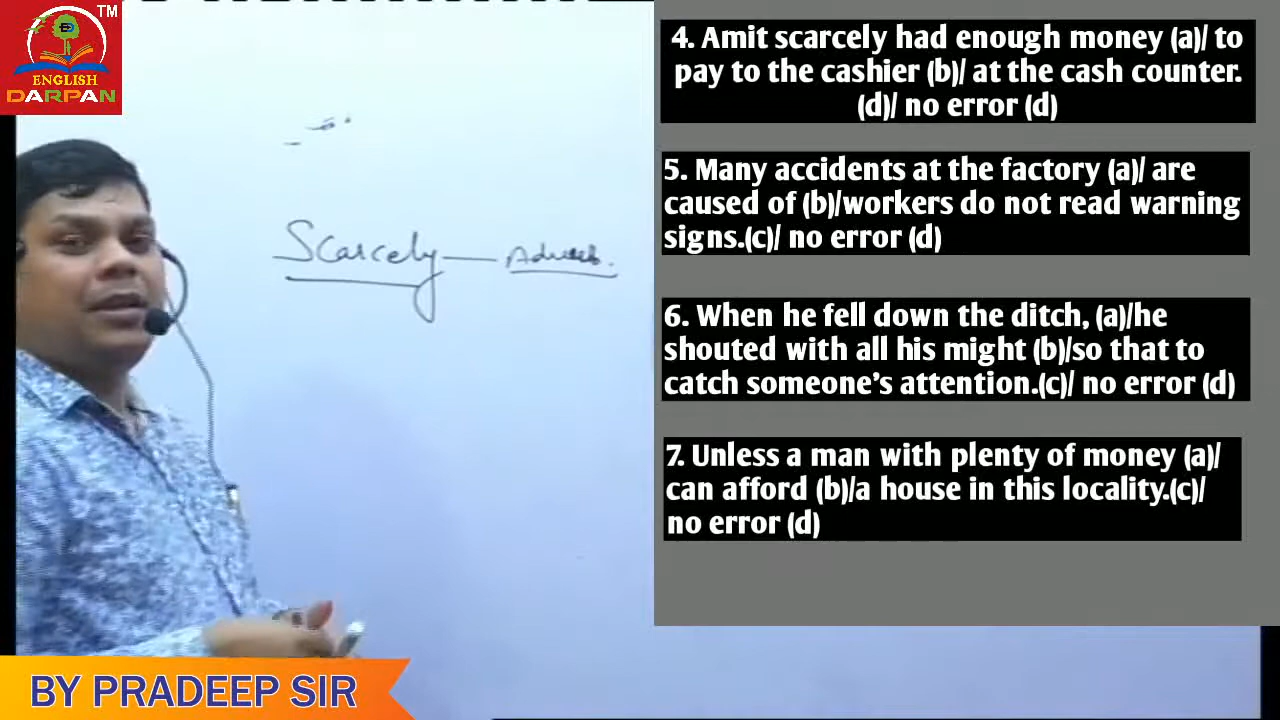 TM
ENGLISH
DARPAN
Scarcely — Adverb.
4. Amit scarcely had enough money (a)/ to
pay to the cashier (b)/ at the cash counter.
(d)/ no error (d)
5. Many accidents at the factory (a)/ are
caused of (b)/workers do not read warning
signs.(c)/ no error (d)
6. When he fell down the ditch, (a)/he
shouted with all his might (b)/so that to
catch someone's attention.(c)/ no error (d)
7. Unless a man with plenty of money (a)/
can afford (b)/a house in this locality.(c)/
no error (d)
BY PRADEEP SIR